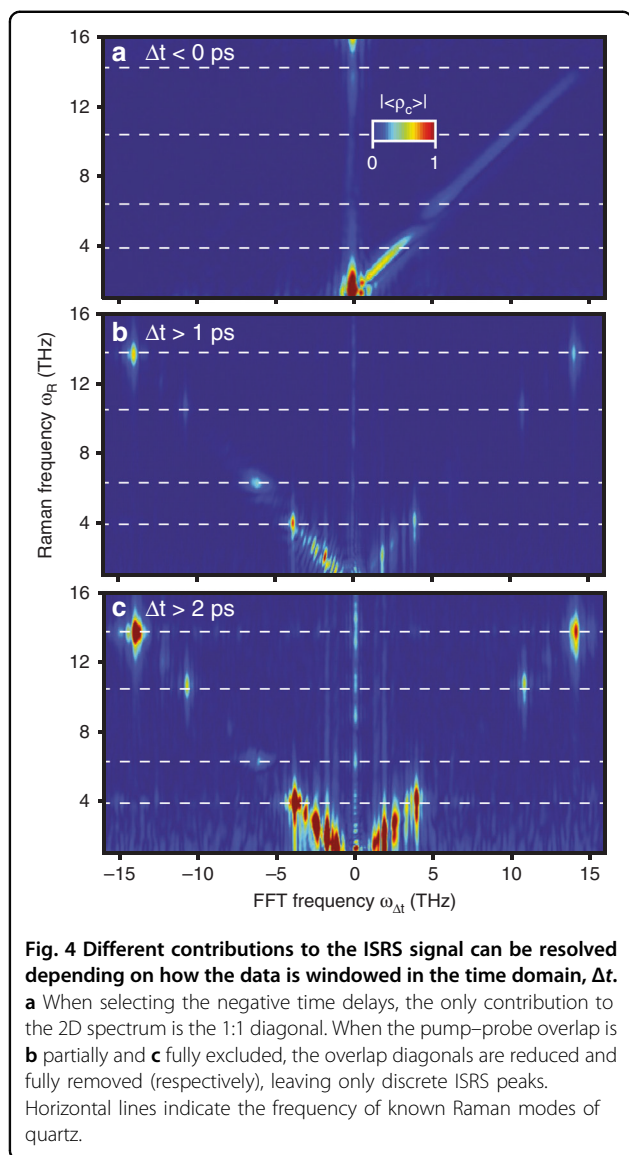 16
a Δt < 0 ps
12
|<ρc>|
0 1
8
4
16
b Δt > 1 ps
12
8
4
Raman frequency ωR (THz)
16
c Δt > 2 ps
12
8
4
−15 −10 −5 0 5 10 15
FFT frequency ωΔt (THz)
Fig. 4 Different contributions to the ISRS signal can be resolved
depending on how the data is windowed in the time domain, Δt.
a When selecting the negative time delays, the only contribution to
the 2D spectrum is the 1:1 diagonal. When the pump–probe overlap is
b partially and c fully excluded, the overlap diagonals are reduced and
fully removed (respectively), leaving only discrete ISRS peaks.
Horizontal lines indicate the frequency of known Raman modes of
quartz.